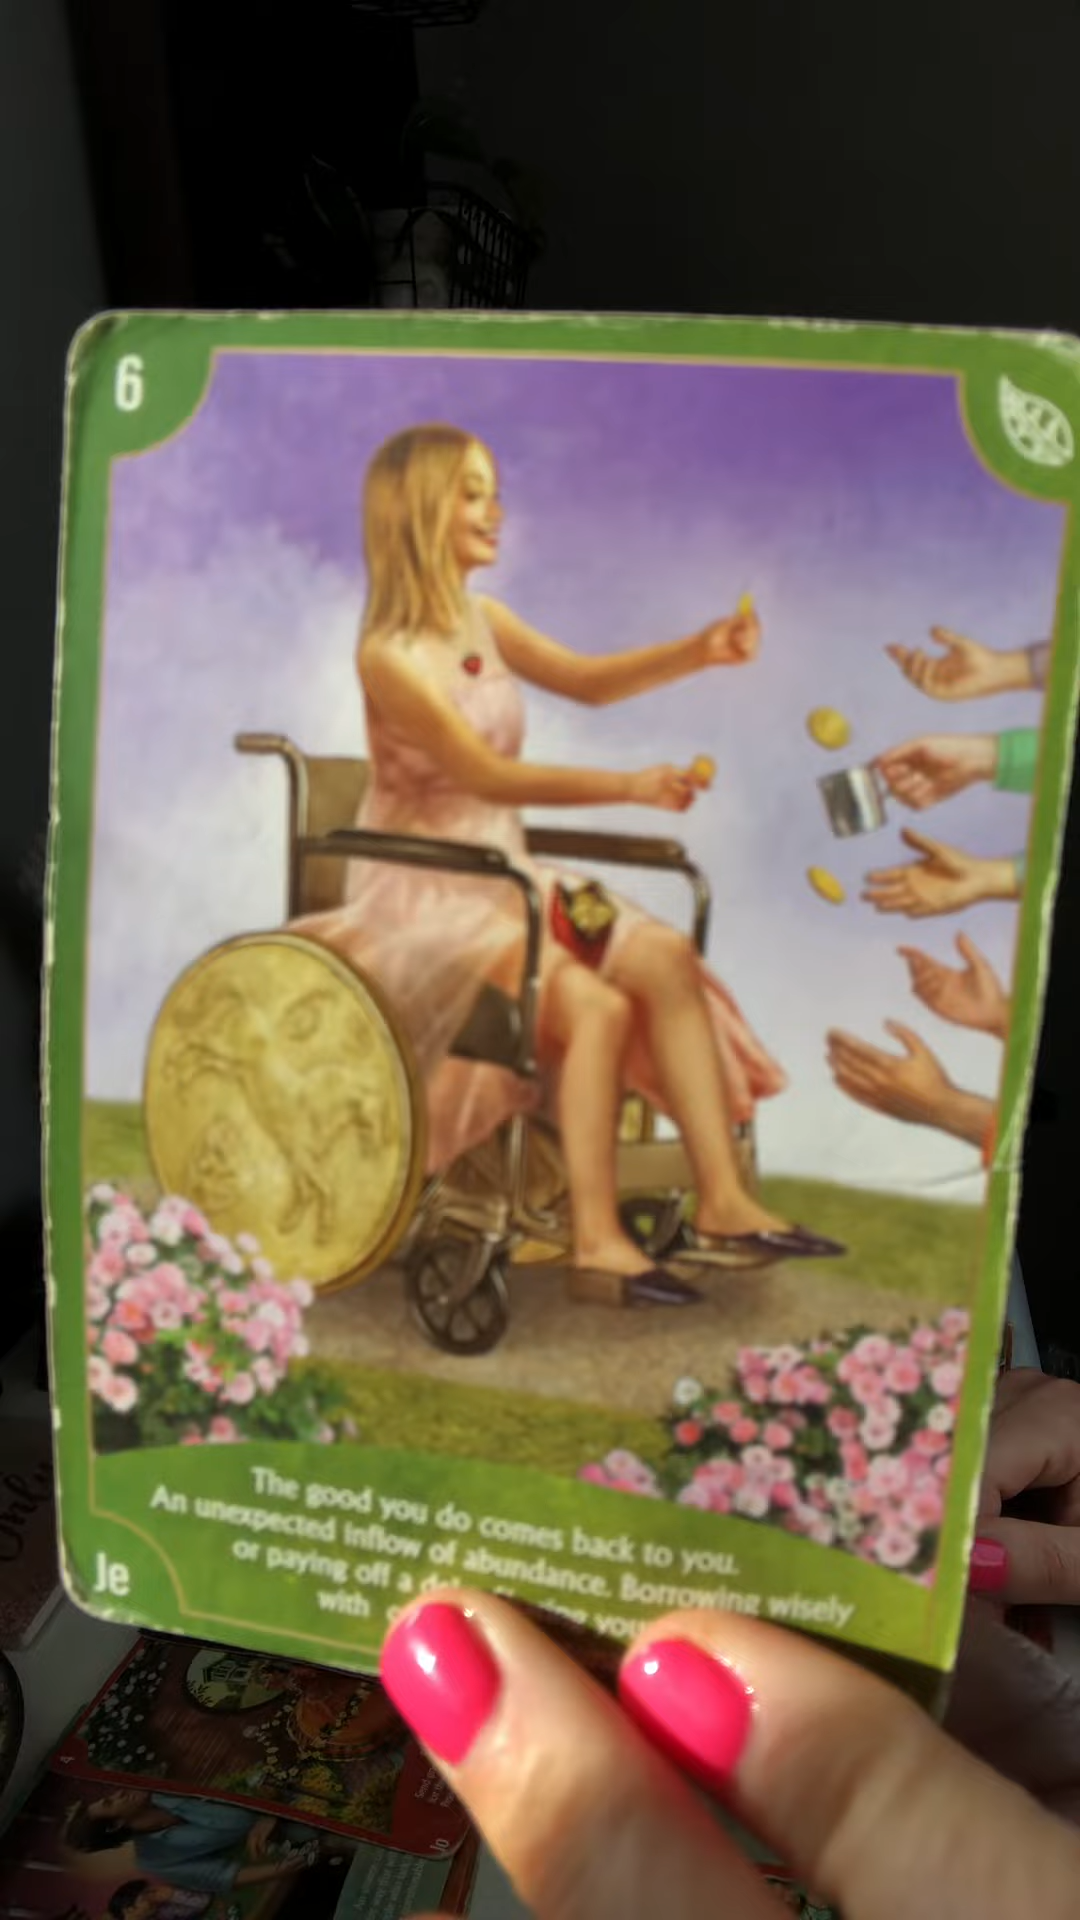 6
The good you do comes back to you.
An unexpected inflow of abundance. Borrowing wisely
or paying off a
with
Je
4